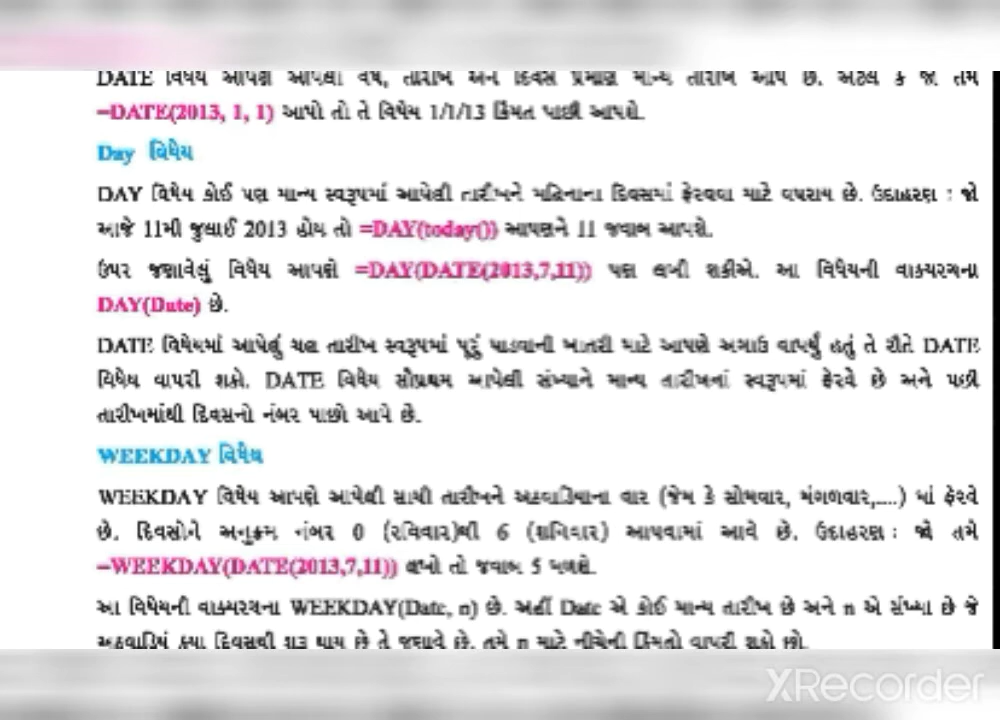 DATE વિધેય આપણે આપેલા વર્ષ, તારીખ અને દિવસ પ્રમાણે માન્ય તારીખ આપે છે. એટલે કે જો તમે
=DATE(2013, 1, 1) આપો તો તે વિધેય 1/1/13 કિંમત પાછી આપશે.
Day વિધેય
DAY વિધેય કોઈ પણ માન્ય સ્વરૂપમાં આપેલી તારીખને મહિનાના દિવસમાં ફેરવવા માટે વપરાય છે. ઉદાહરણ : જો
આજે 11મી જુલાઈ 2013 હોય તો =DAY(today()) આપણને 11 જવાબ આપશે.
ઉપર જણાવેલું વિધેય આપણે =DAY(DATE(2013,7,11)) પણ લખી શકીએ. આ વિધેયની વાક્યરચના
DAY(Date) છે.
DATE વિધેયમાં આપેલું ચલ તારીખ સ્વરૂપમાં પૂરું પાડવાની ખાતરી માટે આપણે અગાઉ વાપર્યું હતું તે રીતે DATE
વિધેય વાપરી શકો. DATE વિધેય સૌપ્રથમ આપેલી સંખ્યાને માન્ય તારીખનાં સ્વરૂપમાં ફેરવે છે અને પછી
તારીખમાંથી દિવસનો નંબર પાછો આપે છે.
WEEKDAY વિધેય
WEEKDAY વિધેય આપણે આપેલી સાચી તારીખને અઠવાડિયાના વાર (જેમ કે સોમવાર, મંગળવાર,....) માં ફેરવે
છે. દિવસોને અનુક્રમ નંબર 0 (રવિવાર)થી 6 (શનિવાર) આપવામાં આવે છે. ઉદાહરણ : જો તમે
=WEEKDAY(DATE(2013,7,11)) લખો તો જવાબ 5 મળશે.
આ વિધેયની વાક્યરચના WEEKDAY(Date, n) છે. અહીં Date એ કોઈ માન્ય તારીખ છે અને n એ સંખ્યા છે જે
અઠવાડિયું ક્યા દિવસથી શરૂ થાય છે તે જણાવે છે. તમે n માટે નીચેની કિંમતો વાપરી શકો છો.
XRecorder